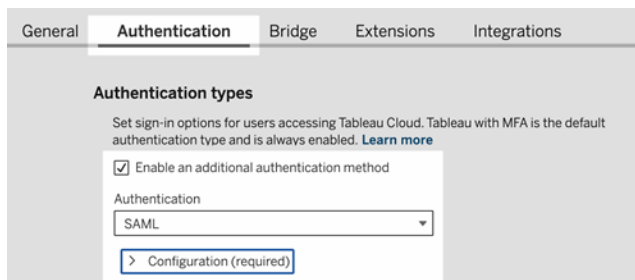 General Authentication Bridge Extensions Integrations
Authentication types
Set sign-in options for users accessing Tableau Cloud. Tableau with MFA is the default
authentication type and is always enabled. Learn more
Enable an additional authentication method
Authentication
SAML
Configuration (required)